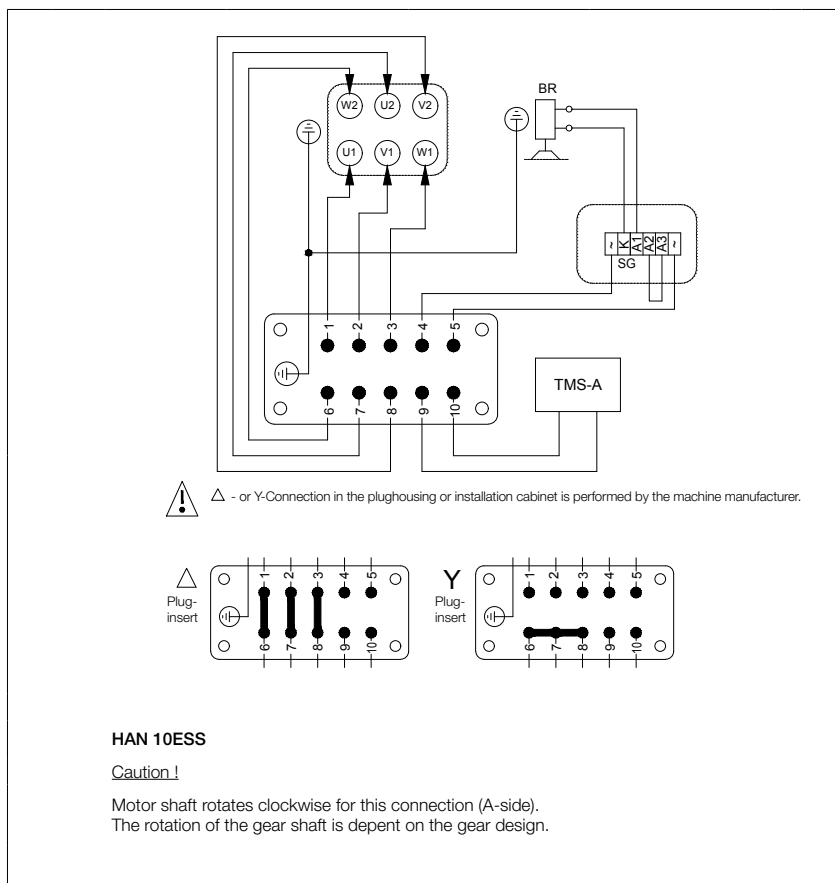 BR
W2 U2 V2
U1 V1 W1
~ K A1 A2 A3 ~
SG
1 2 3 4 5
6 7 8 9 10
TMS-A
△ - or Y-Connection in the plughousing or installation cabinet is performed by the machine manufacturer.
△
Plug-
insert
1 2 3 4 5
6 7 8 9 10
Y
Plug-
insert
1 2 3 4 5
6 7 8 9 10
HAN 10ESS
Caution !
Motor shaft rotates clockwise for this connection (A-side).
The rotation of the gear shaft is depent on the gear design.